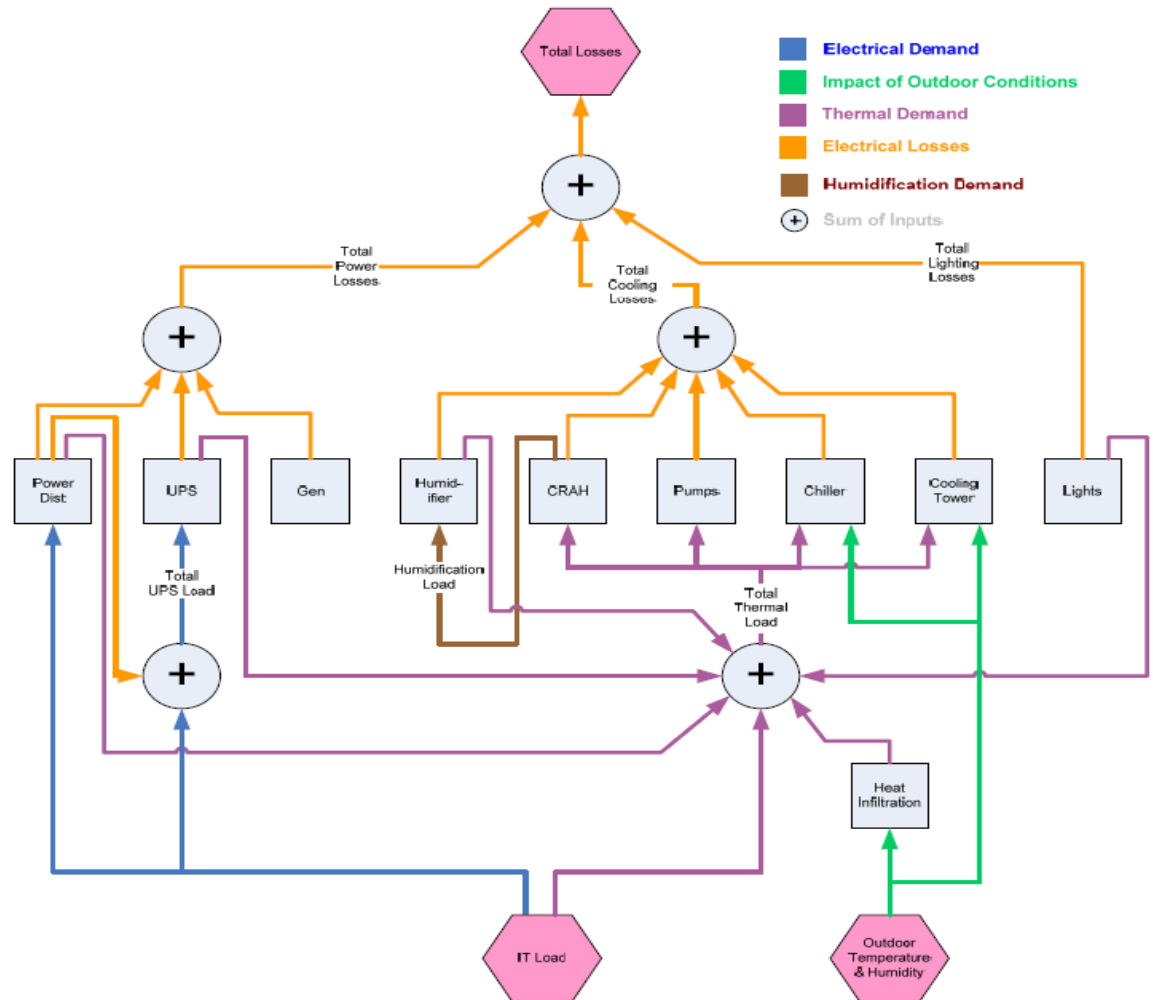 Total Losses
Electrical Demand
Impact of Outdoor Conditions
Thermal Demand
Electrical Losses
Humidification Demand
+
Sum of Inputs
+
Total
Power
Losses
Total
Cooling
Losses
Total
Lighting
Losses
+
+
Power
Dist
UPS
Gen
Humid-
ifier
CRAH
Pumps
Chiller
Cooling
Tower
Lights
Total
UPS Load
Humidification
Load
Total
Thermal
Load
+
+
Heat
Infiltration
IT Load
Outdoor
Temperature
& Humidity